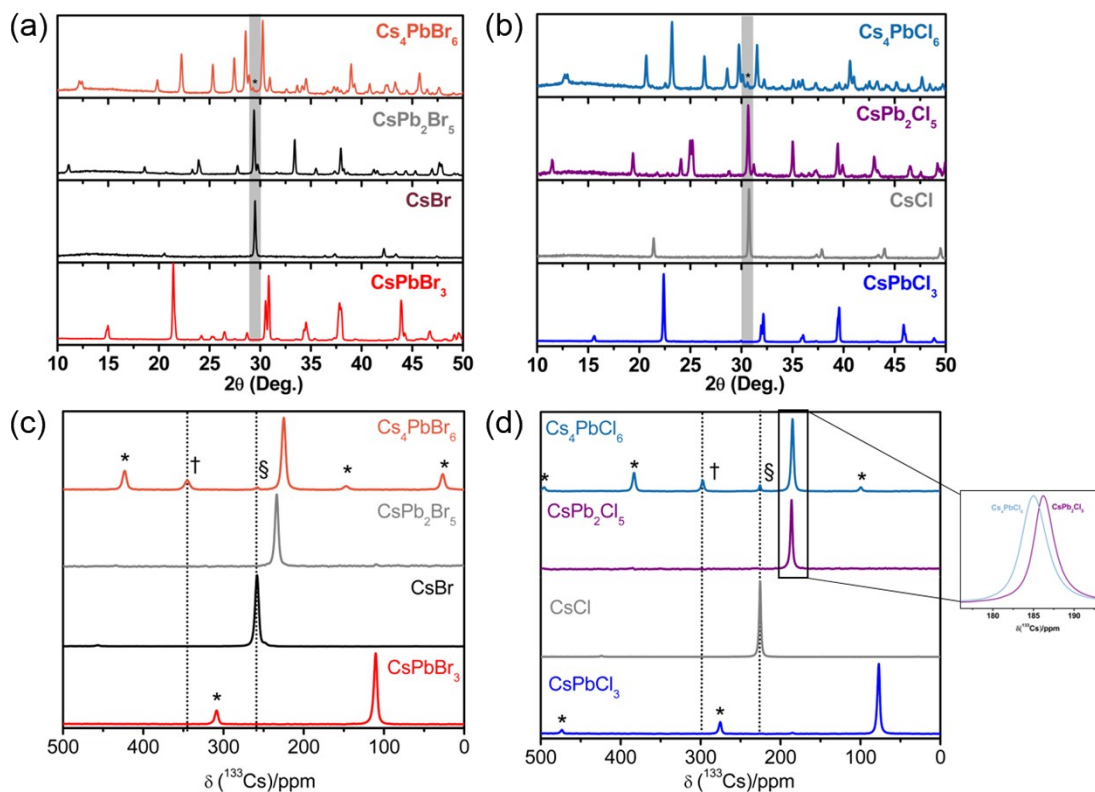 (a)
Cs₄PbBr₆
*
CsPb₂Br₅
CsBr
CsPbBr₃
10 15 20 25 30 35 40 45 50
2θ (Deg.)
(b)
Cs₄PbCl₆
*
CsPb₂Cl₅
CsCl
CsPbCl₃
10 15 20 25 30 35 40 45 50
2θ (Deg.)
(c)
Cs₄PbBr₆
* † § * *
CsPb₂Br₅
CsBr
CsPbBr₃
*
500 400 300 200 100 0
δ (¹³³Cs)/ppm
(d)
Cs₄PbCl₆
* * † § *
CsPb₂Cl₅
CsCl
CsPbCl₃
* *
500 400 300 200 100 0
δ (¹³³Cs)/ppm
Cs₄PbCl₆ CsPb₂Cl₅
180 185 190
δ(¹³³Cs)/ppm